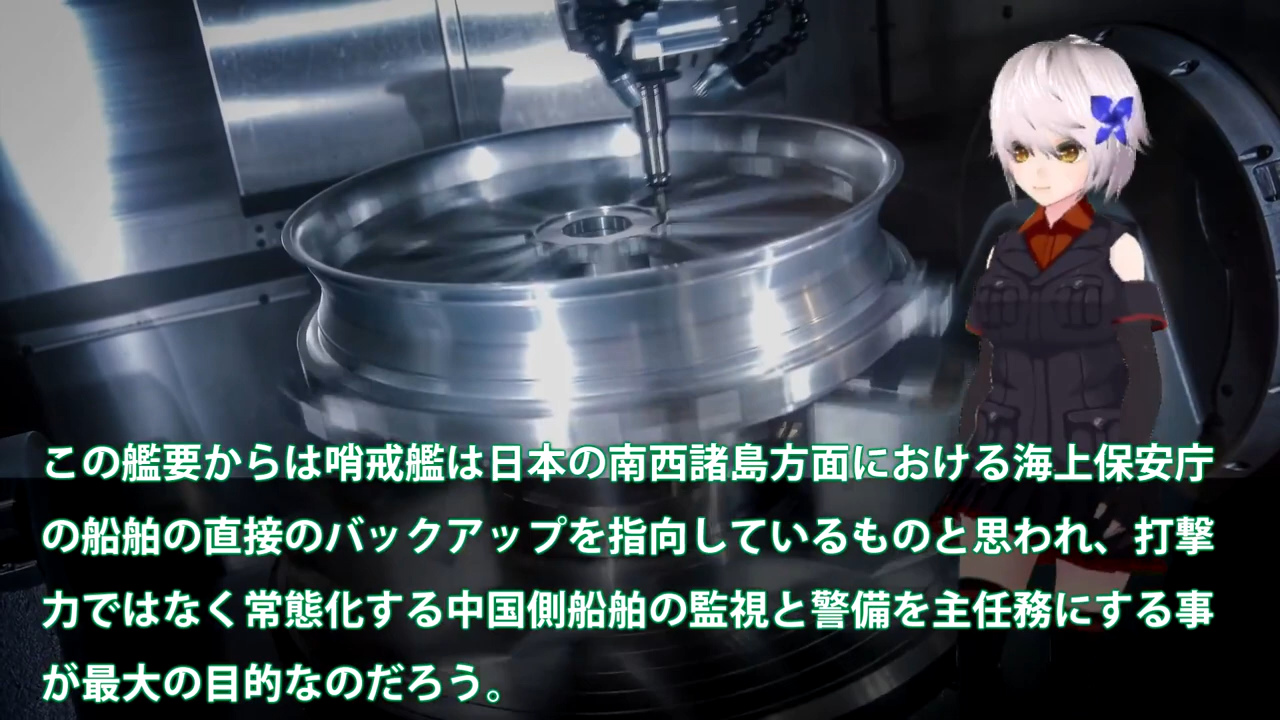 この艦要からは哨戒艦は日本の南西諸島方面における海上保安庁
の船舶の直接のバックアップを指向しているものと思われ、打撃
力ではなく常態化する中国側船舶の監視と警備を主任務にする事
が最大の目的なのだろう。